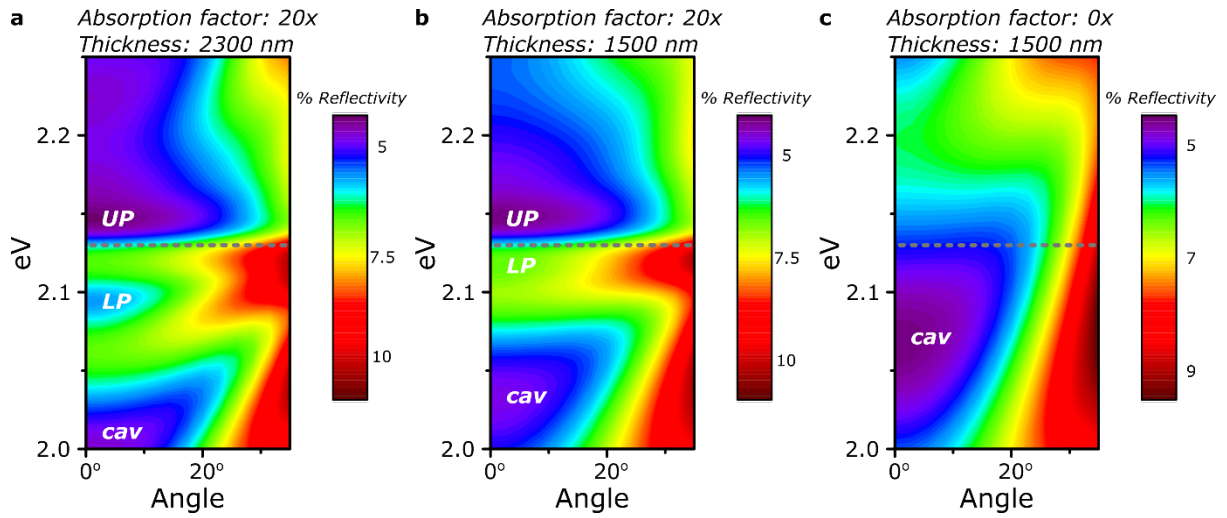 a
Absorption factor: 20x
Thickness: 2300 nm
% Reflectivity
eV
2.2
2.1
2.0
UP
LP
cav
0°
20°
Angle
5
7.5
10
b
Absorption factor: 20x
Thickness: 1500 nm
% Reflectivity
eV
2.2
2.1
2.0
UP
LP
cav
0°
20°
Angle
5
7.5
10
c
Absorption factor: 0x
Thickness: 1500 nm
% Reflectivity
eV
2.2
2.1
2.0
cav
0°
20°
Angle
5
7
9